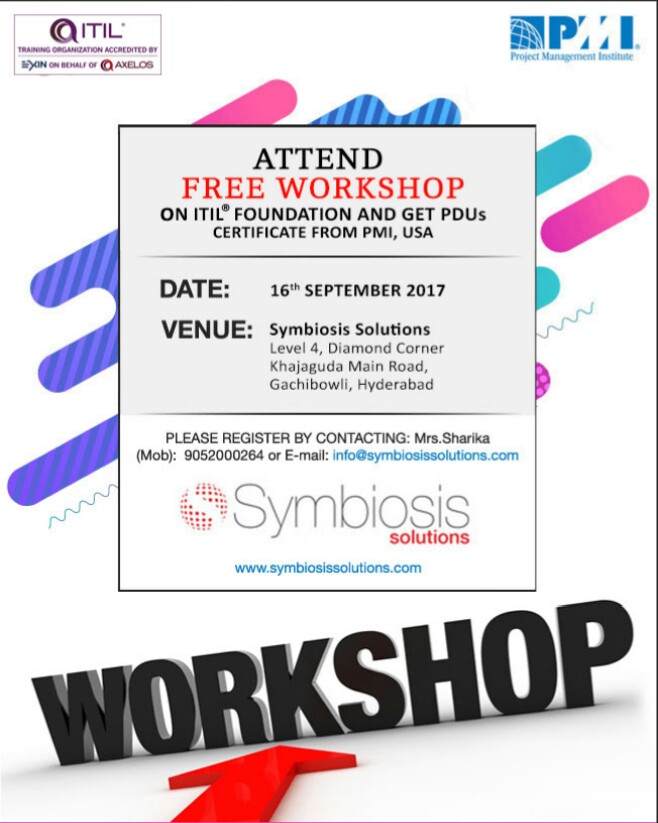 ITIL®
TRAINING ORGANIZATION ACCREDITED BY
EXIN ON BEHALF OF AXELOS
PMI®
Project Management Institute
ATTEND
FREE WORKSHOP
ON ITIL® FOUNDATION AND GET PDUs
CERTIFICATE FROM PMI, USA
DATE: 16th SEPTEMBER 2017
VENUE: Symbiosis Solutions
Level 4, Diamond Corner
Khajaguda Main Road,
Gachibowli, Hyderabad
PLEASE REGISTER BY CONTACTING: Mrs.Sharika
(Mob): 9052000264 or E-mail: info@symbiosissolutions.com
Symbiosis
solutions
www.symbiosissolutions.com
WORKSHOP